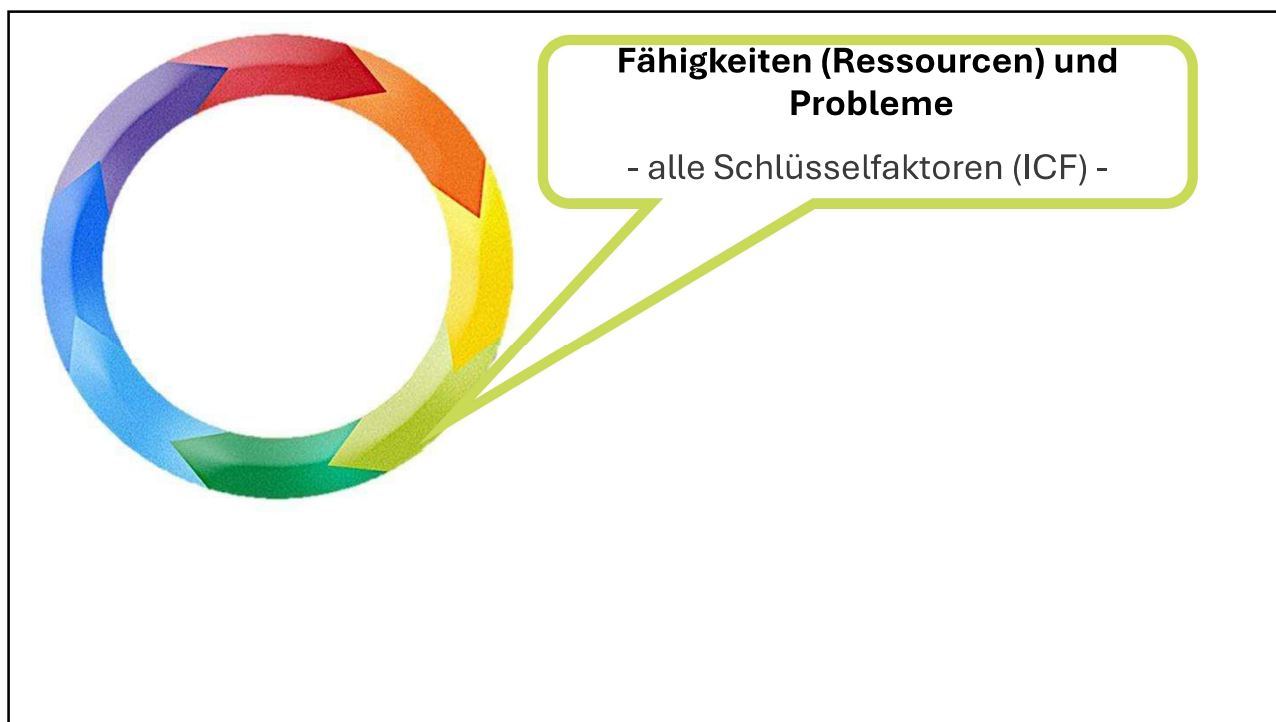 Fähigkeiten (Ressourcen) und
Probleme
- alle Schlüsselfaktoren (ICF) -